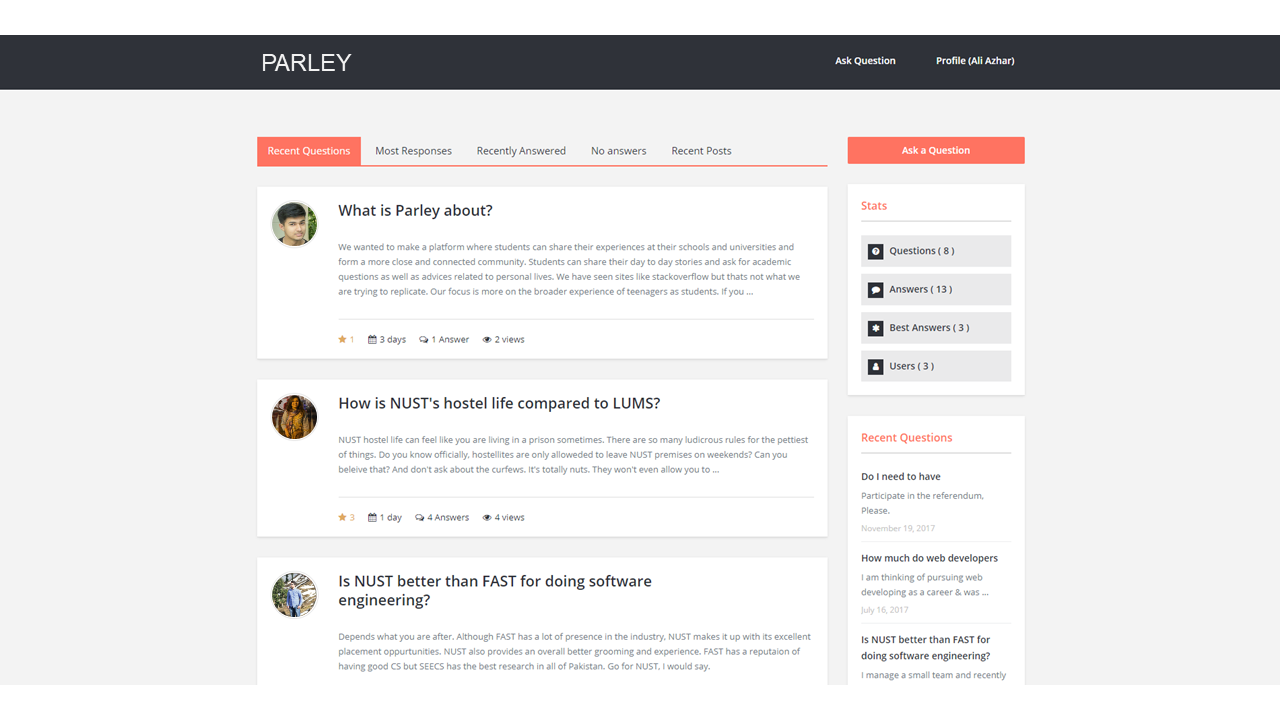 PARLEY
Ask Question
Profile (Ali Azhar)
Recent Questions
Most Responses
Recently Answered
No answers
Recent Posts
What is Parley about?
We wanted to make a platform where students can share their experiences at their schools and universities and
form a more close and connected community. Students can share their day to day stories and ask for academic
questions as well as advices related to personal lives. We have seen sites like stackoverflow but thats not what we
are trying to replicate. Our focus is more on the broader experience of teenagers as students. If you ...
1 3 days 1 Answer 2 views
How is NUST's hostel life compared to LUMS?
NUST hostel life can feel like you are living in a prison sometimes. There are so many ludicrous rules for the pettiest
of things. Do you know officially, hostellites are only alloweded to leave NUST premises on weekends? Can you
beleive that? And don't ask about the curfews. It's totally nuts. They won't even allow you to ...
3 1 day 4 Answers 4 views
Is NUST better than FAST for doing software
engineering?
Depends what you are after. Although FAST has a lot of presence in the industry, NUST makes it up with its excellent
placement oppurtunities. NUST also provides an overall better grooming and experience. FAST has a reputaion of
having good CS but SEECS has the best research in all of Pakistan. Go for NUST, I would say.
Ask a Question
Stats
Questions ( 8 )
Answers ( 13 )
Best Answers ( 3 )
Users ( 3 )
Recent Questions
Do I need to have
Participate in the referendum,
Please.
November 19, 2017
How much do web developers
I am thinking of pursuing web
developing as a career & was ...
July 16, 2017
Is NUST better than FAST for
doing software engineering?
I manage a small team and recently